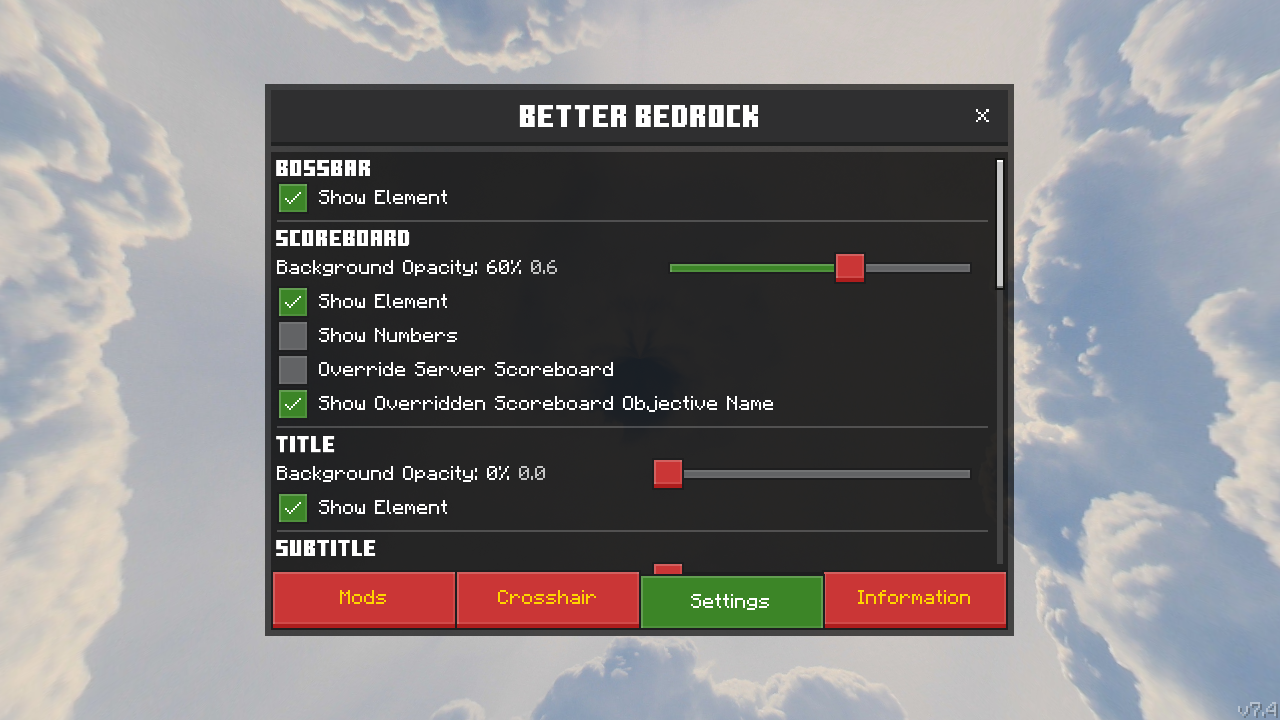 BETTER BEDROCK
BOSSBAR
Show Element
SCOREBOARD
Background Opacity: 60% 0.6
Show Element
Show Numbers
Override Server Scoreboard
Show Overridden Scoreboard Objective Name
TITLE
Background Opacity: 0% 0.0
Show Element
SUBTITLE
Mods
Crosshair
Settings
Information
v7.4